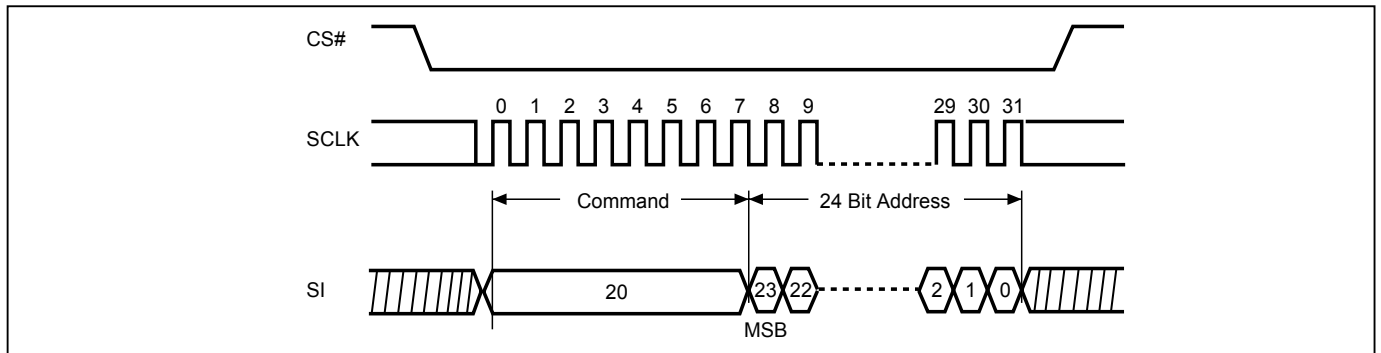 CS#
0 1 2 3 4 5 6 7 8 9 29 30 31
SCLK
Command 24 Bit Address
SI 20 23 22 2 1 0
MSB